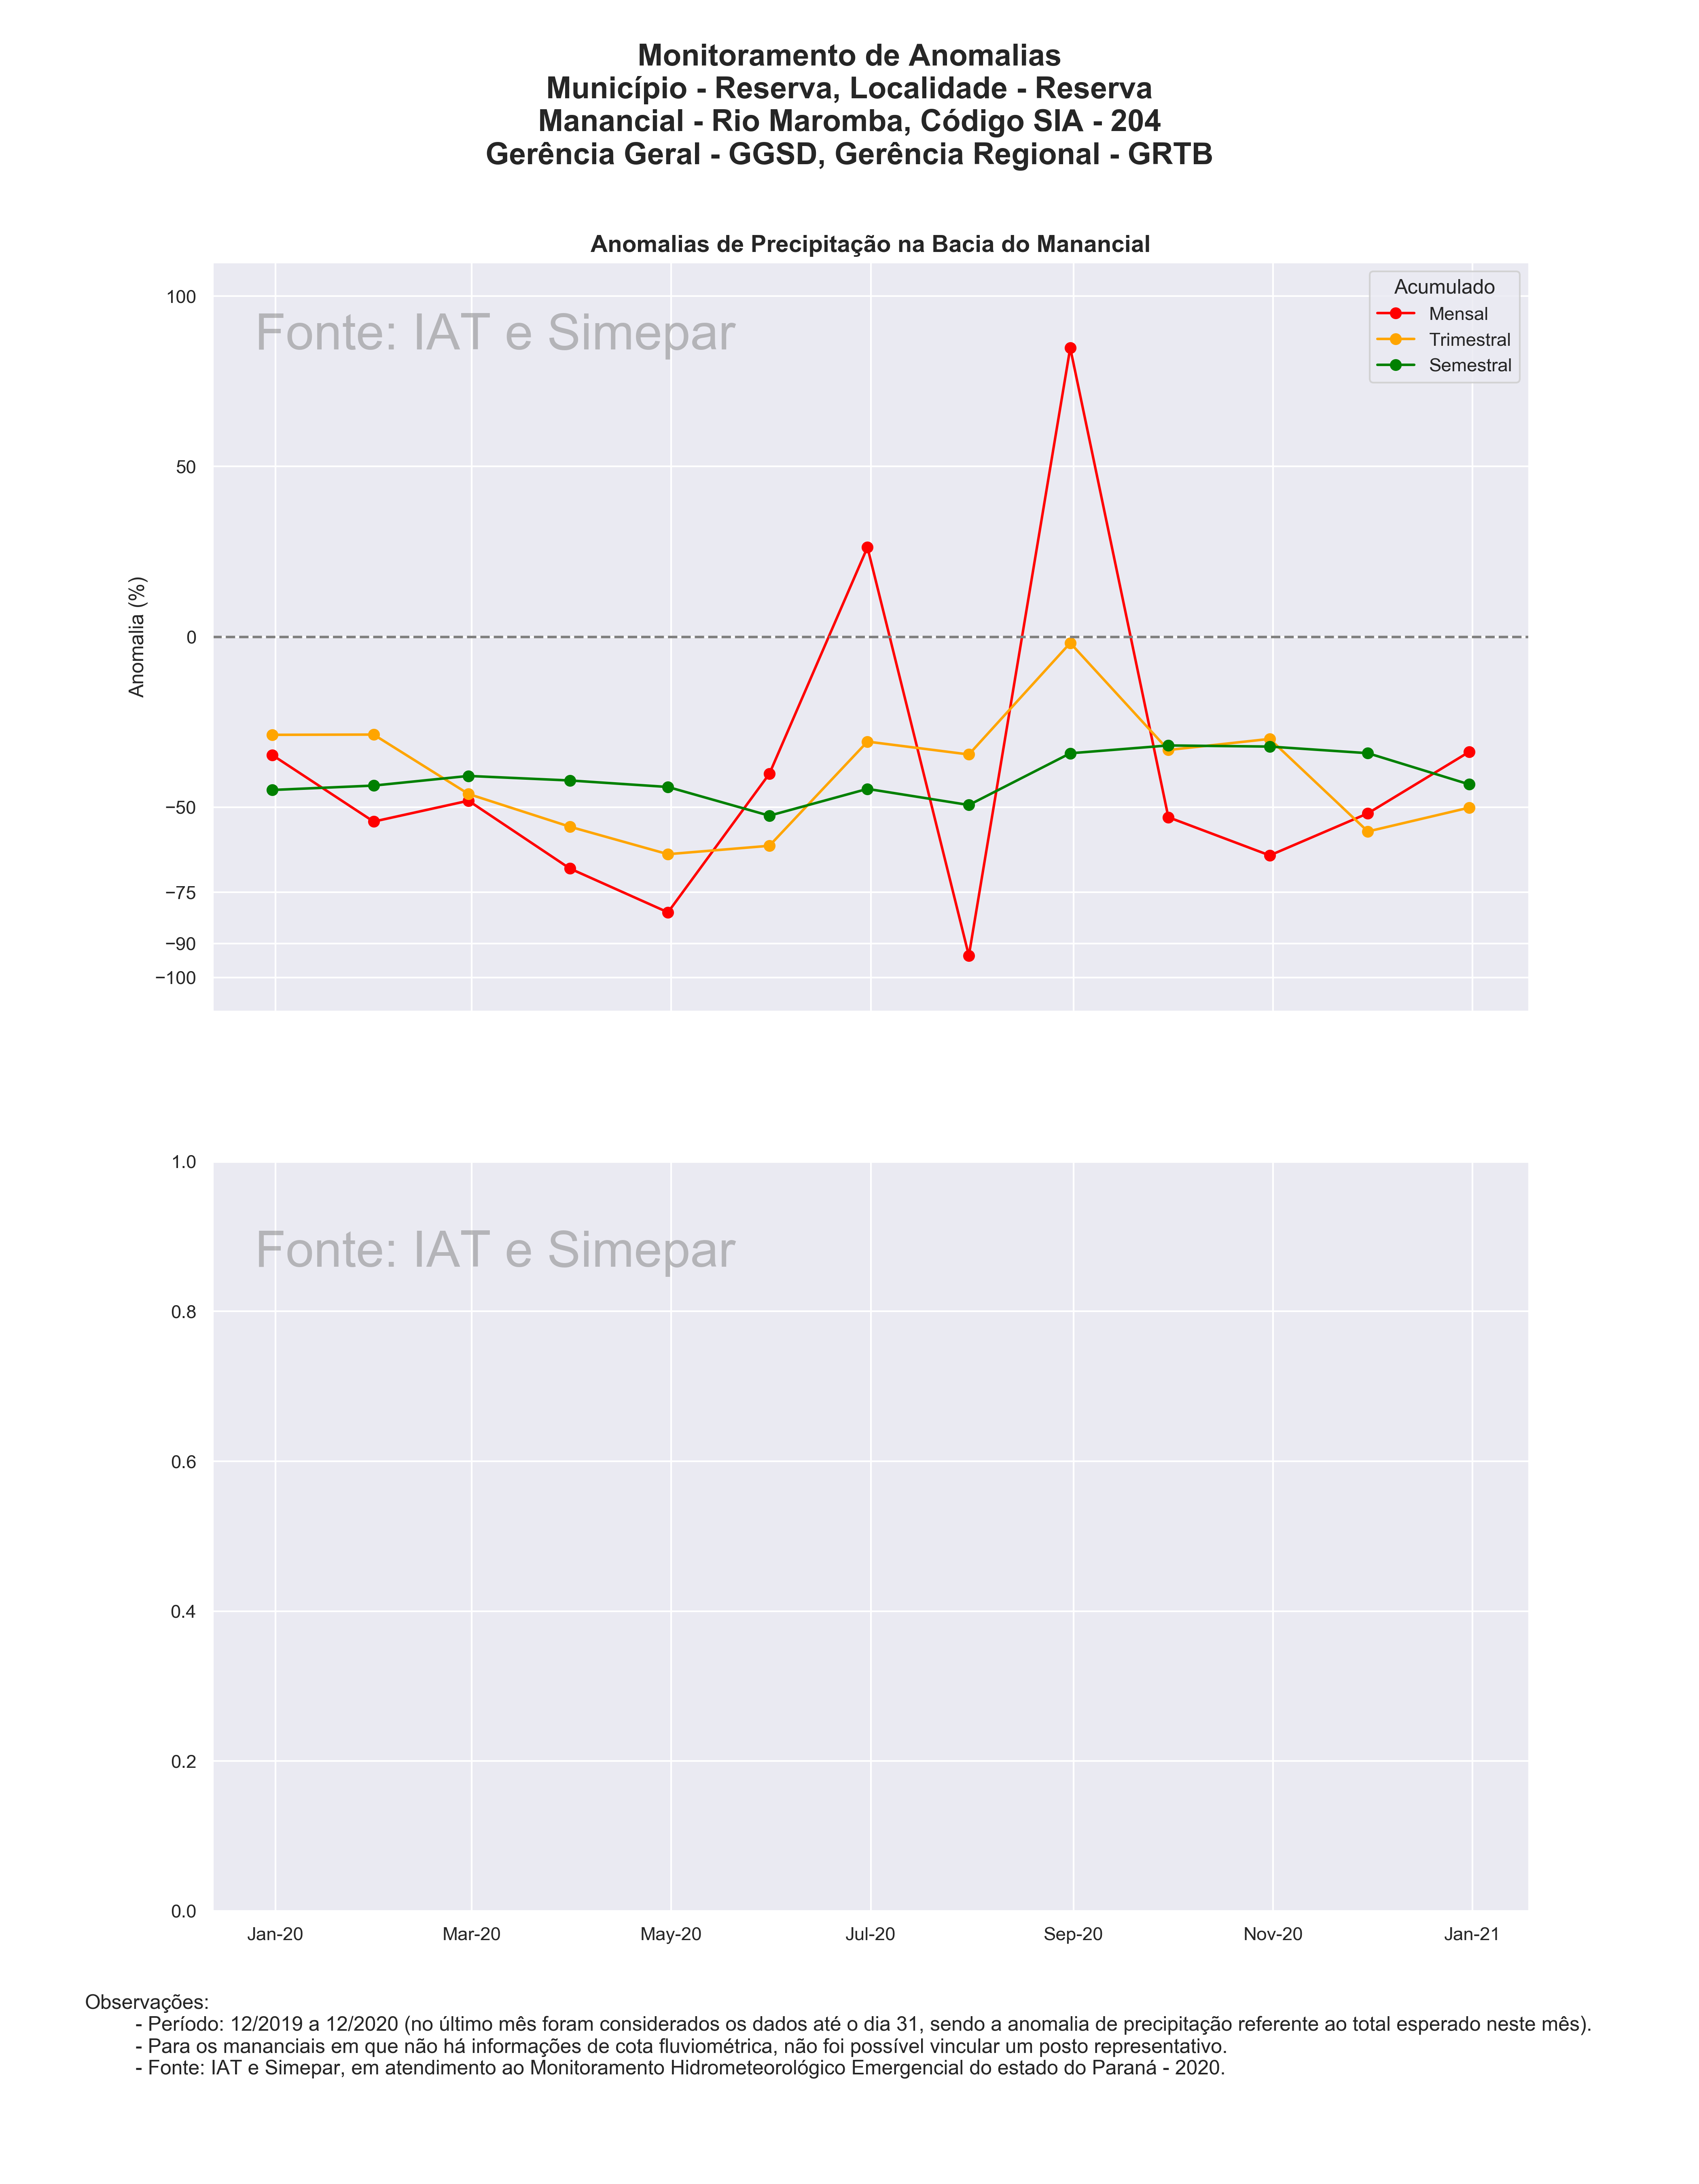 Monitoramento de Anomalias
Município - Reserva, Localidade - Reserva
Manancial - Rio Maromba, Código SIA - 204
Gerência Geral - GGSD, Gerência Regional - GRTB
Anomalias de Precipitação na Bacia do Manancial
Fonte: IAT e Simepar
Acumulado
Mensal
Trimestral
Semestral
Anomalia (%)
100
50
0
−50
−75
−90
−100
Fonte: IAT e Simepar
1.0
0.8
0.6
0.4
0.2
0.0
Jan-20 Mar-20 May-20 Jul-20 Sep-20 Nov-20 Jan-21
Observações:
- Período: 12/2019 a 12/2020 (no último mês foram considerados os dados até o dia 31, sendo a anomalia de precipitação referente ao total esperado neste mês).
- Para os mananciais em que não há informações de cota fluviométrica, não foi possível vincular um posto representativo.
- Fonte: IAT e Simepar, em atendimento ao Monitoramento Hidrometeorológico Emergencial do estado do Paraná - 2020.